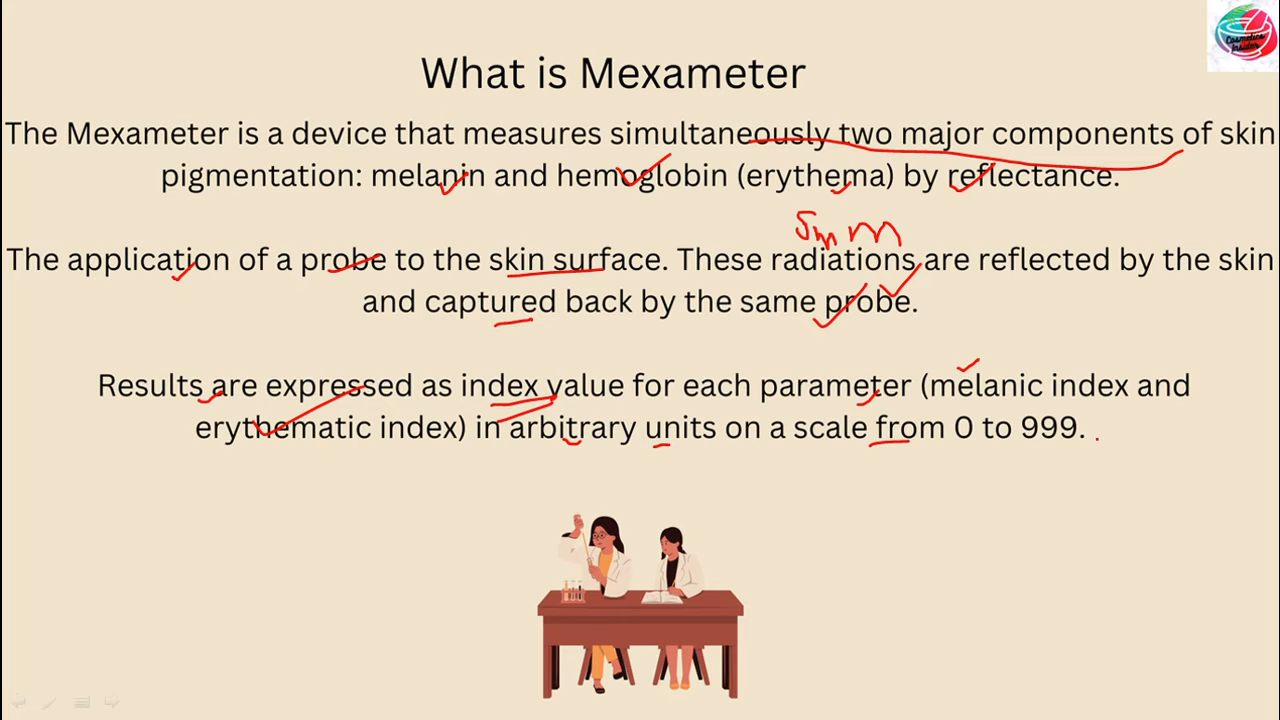 Cosmetics
Insider
What is Mexameter
The Mexameter is a device that measures simultaneously two major components of skin
pigmentation: melanin and hemoglobin (erythema) by reflectance.
5mm
The application of a probe to the skin surface. These radiations are reflected by the skin
and captured back by the same probe.
Results are expressed as index value for each parameter (melanic index and
erythematic index) in arbitrary units on a scale from 0 to 999.